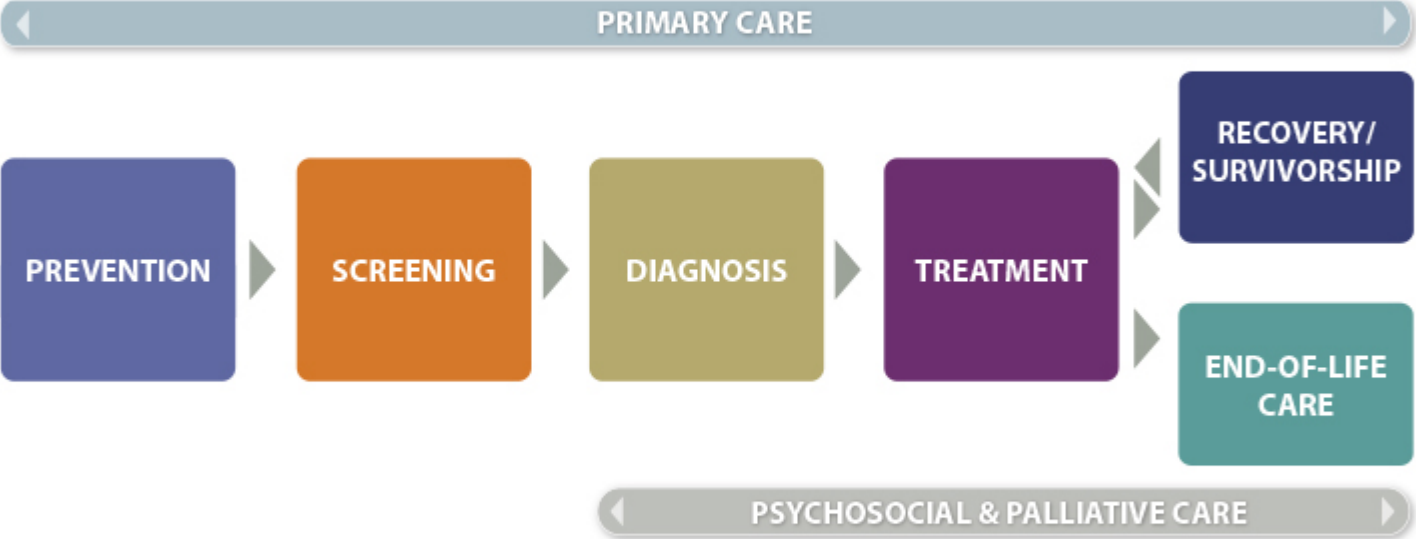 PRIMARY CARE
PREVENTION
SCREENING
DIAGNOSIS
TREATMENT
RECOVERY/
SURVIVORSHIP
END-OF-LIFE
CARE
PSYCHOSOCIAL & PALLIATIVE CARE